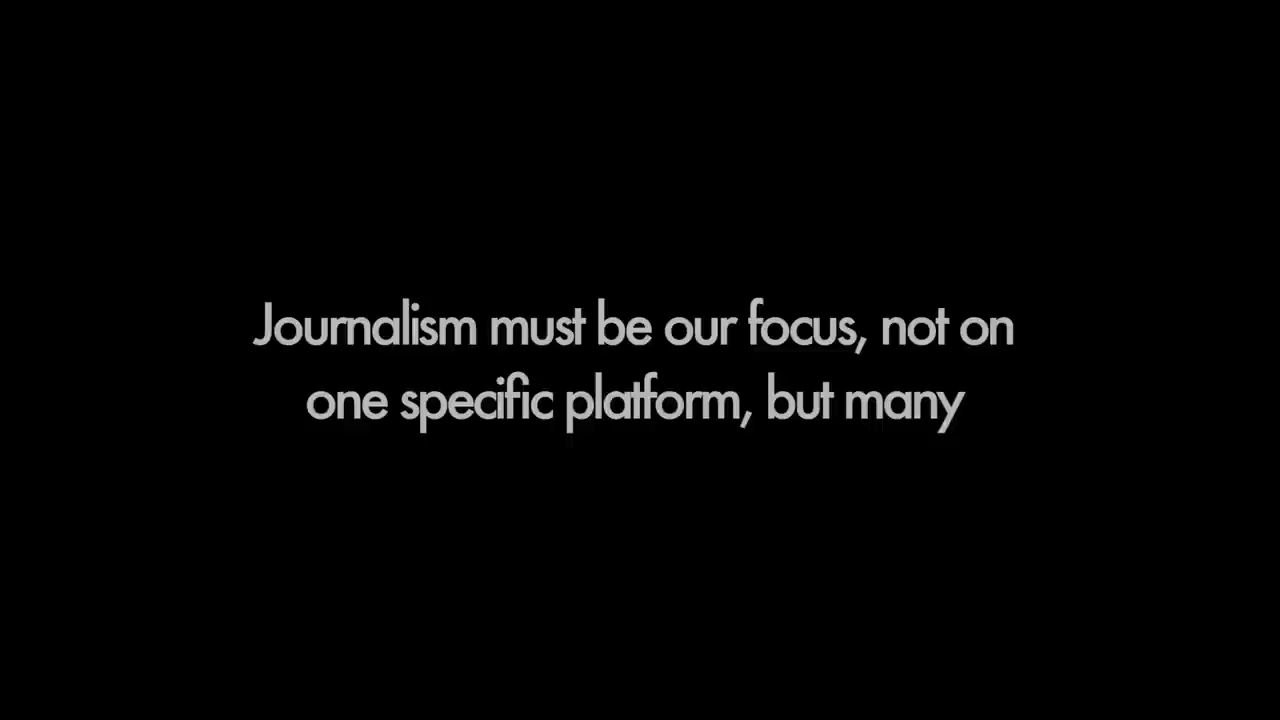 Journalism must be our focus, not on
one specific platform, but many